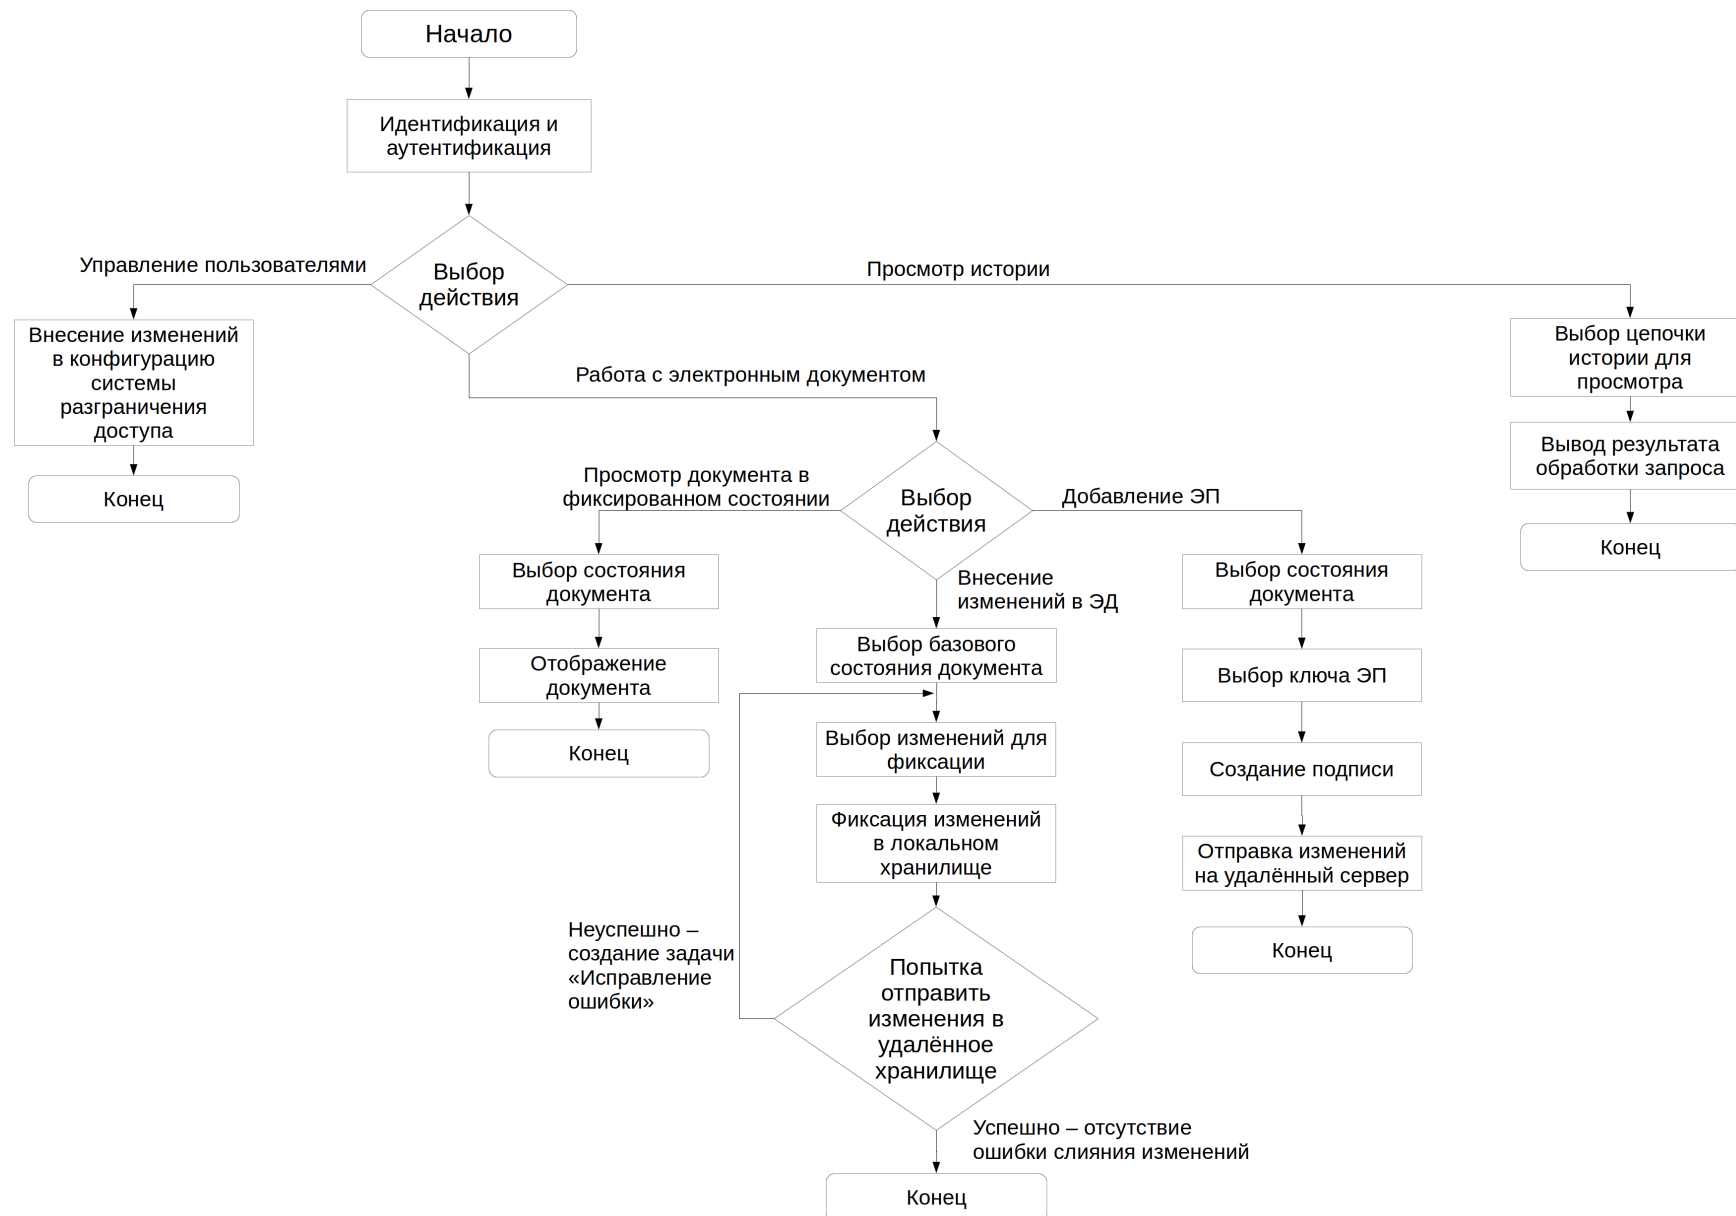 Начало
Идентификация и
аутентификация
Выбор
действия
Управление пользователями
Просмотр истории
Работа с электронным документом
Внесение изменений
в конфигурацию
системы
разграничения
доступа
Конец
Выбор цепочки
истории для
просмотра
Вывод результата
обработки запроса
Конец
Выбор
действия
Просмотр документа в
фиксированном состоянии
Добавление ЭП
Внесение
изменений в ЭД
Выбор состояния
документа
Отображение
документа
Конец
Выбор базового
состояния документа
Выбор изменений для
фиксации
Фиксация изменений
в локальном
хранилище
Попытка
отправить
изменения в
удалённое
хранилище
Неуспешно –
создание задачи
«Исправление
ошибки»
Успешно – отсутствие
ошибки слияния изменений
Конец
Выбор состояния
документа
Выбор ключа ЭП
Создание подписи
Отправка изменений
на удалённый сервер
Конец